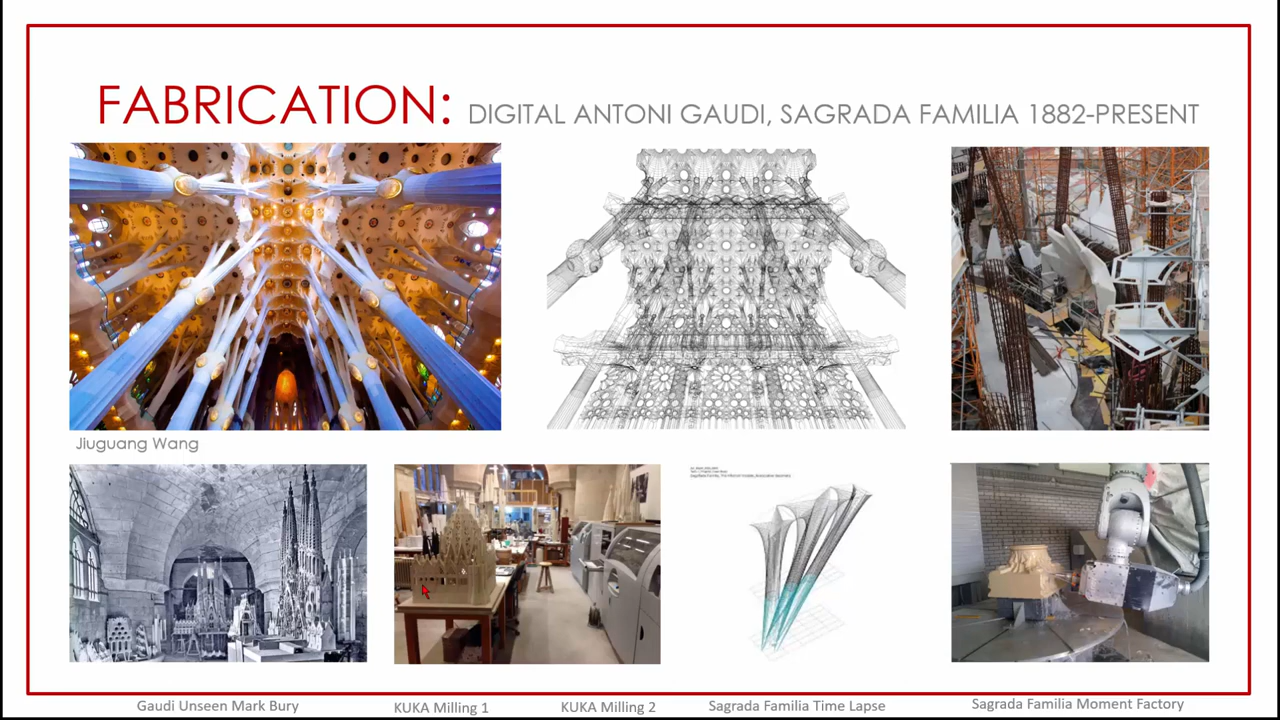 FABRICATION: DIGITAL ANTONI GAUDI, SAGRADA FAMILIA 1882-PRESENT
Jiuguang Wang
Gaudi Unseen Mark Bury
KUKA Milling 1
KUKA Milling 2
Sagrada Familia Time Lapse
Sagrada Familia Moment Factory